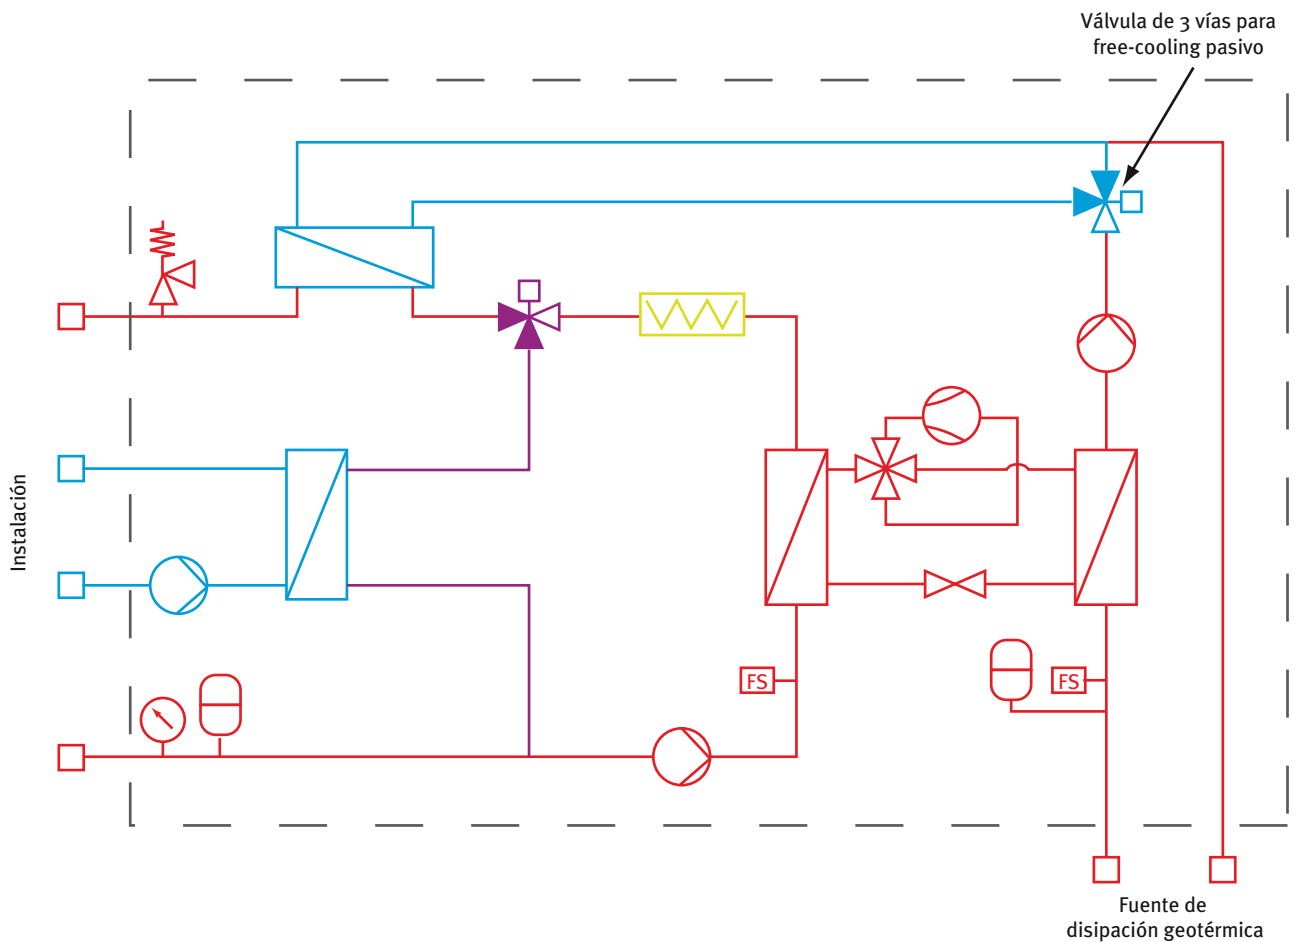 Válvula de 3 vías para
free-cooling pasivo
Instalación
FS
FS
Fuente de
disipación geotérmica